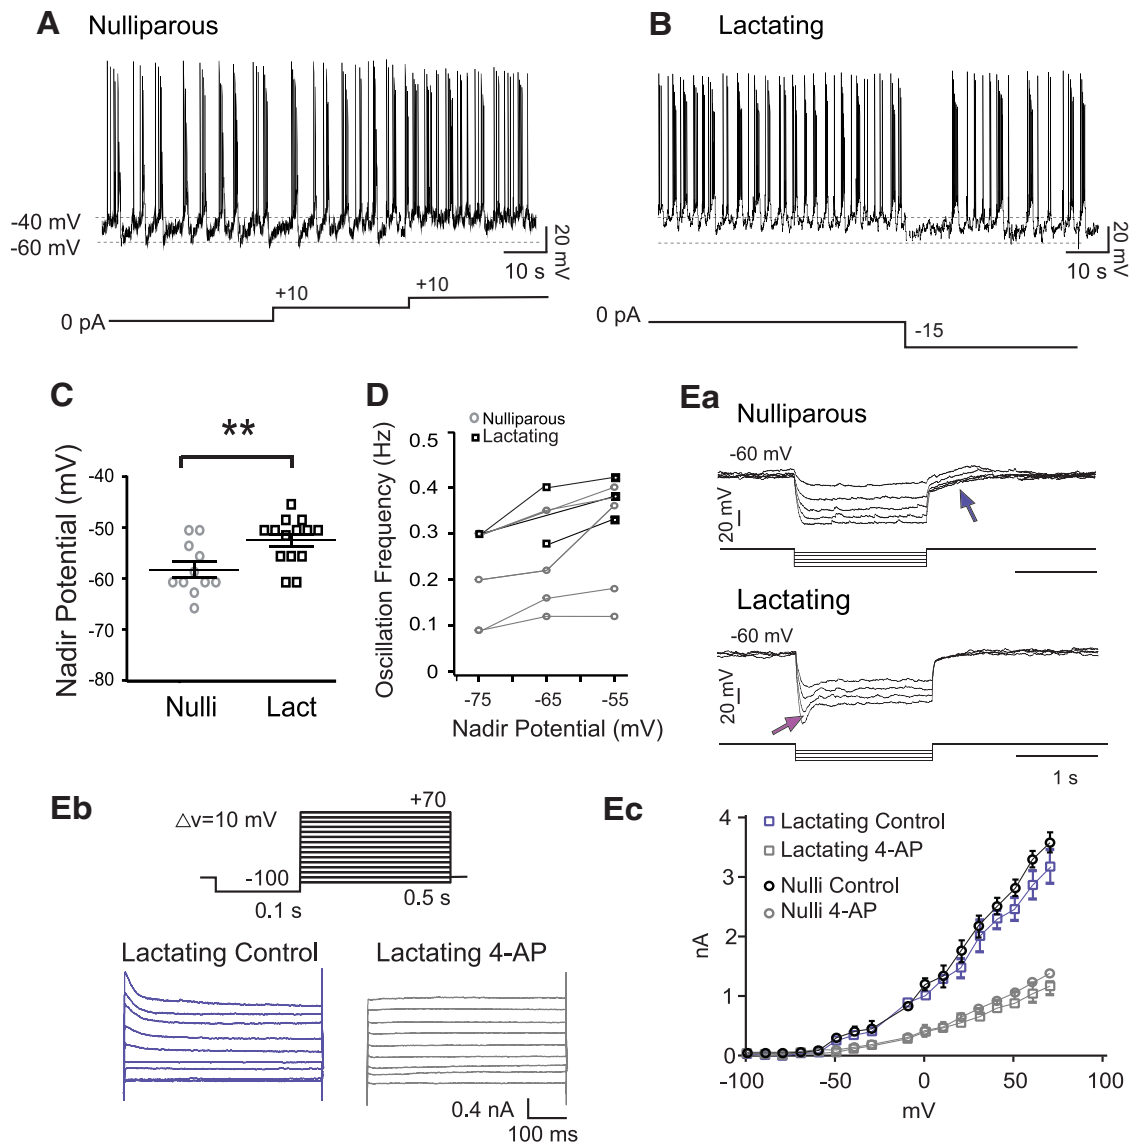 A Nulliparous
-40 mV
-60 mV
20 mV
10 s
+10
+10
0 pA
B Lactating
20 mV
10 s
0 pA
-15
C
**
Nadir Potential (mV)
-40
-50
-60
-70
-80
Nulli Lact
D
Nulliparous
Lactating
Oscillation Frequency (Hz)
0.5
0.4
0.3
0.2
0.1
0
-75 -65 -55
Nadir Potential (mV)
Ea
Nulliparous
-60 mV
20 mV
Lactating
-60 mV
20 mV
1 s
Eb
+70
△v=10 mV
-100
0.1 s
0.5 s
Lactating Control
Lactating 4-AP
0.4 nA
100 ms
Ec
Lactating Control
Lactating 4-AP
Nulli Control
Nulli 4-AP
nA
4
3
2
1
0
-100 -50 0 50 100
mV